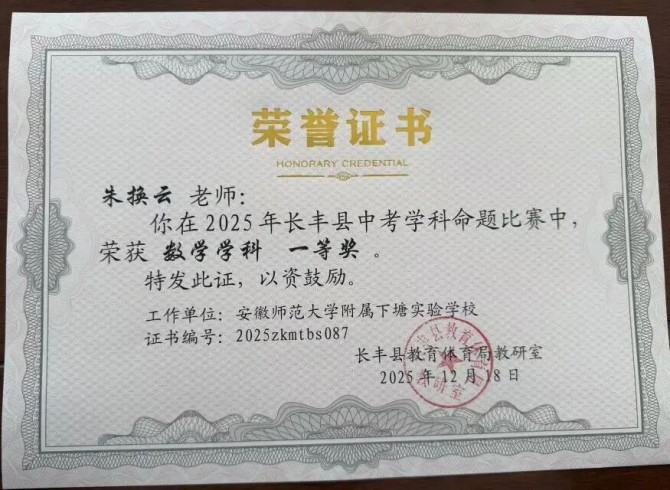 荣誉证书
HONORARY CREDENTIAL
朱换云 老师：
你在2025年长丰县中考学科命题比赛中，
荣获 数学学科 一等奖 。
特发此证，以资鼓励。
工作单位：安徽师范大学附属下塘实验学校
证书编号：2025zkmtbs087
长丰县教育体育局教研室
2025年12月18日